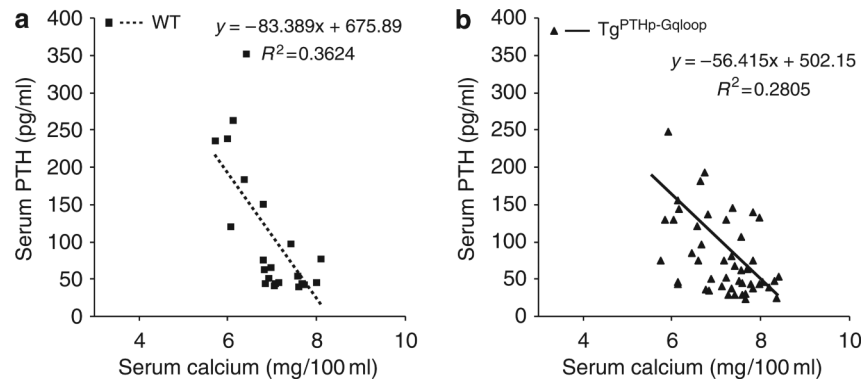 a
WT
y = −83.389x + 675.89
R² = 0.3624
400
350
300
250
200
150
100
50
0
Serum PTH (pg/ml)
4 6 8 10
Serum calcium (mg/100 ml)
b
Tg^PTHp-Gqloop
y = −56.415x + 502.15
R² = 0.2805
400
350
300
250
200
150
100
50
0
Serum PTH (pg/ml)
4 6 8 10
Serum calcium (mg/100 ml)